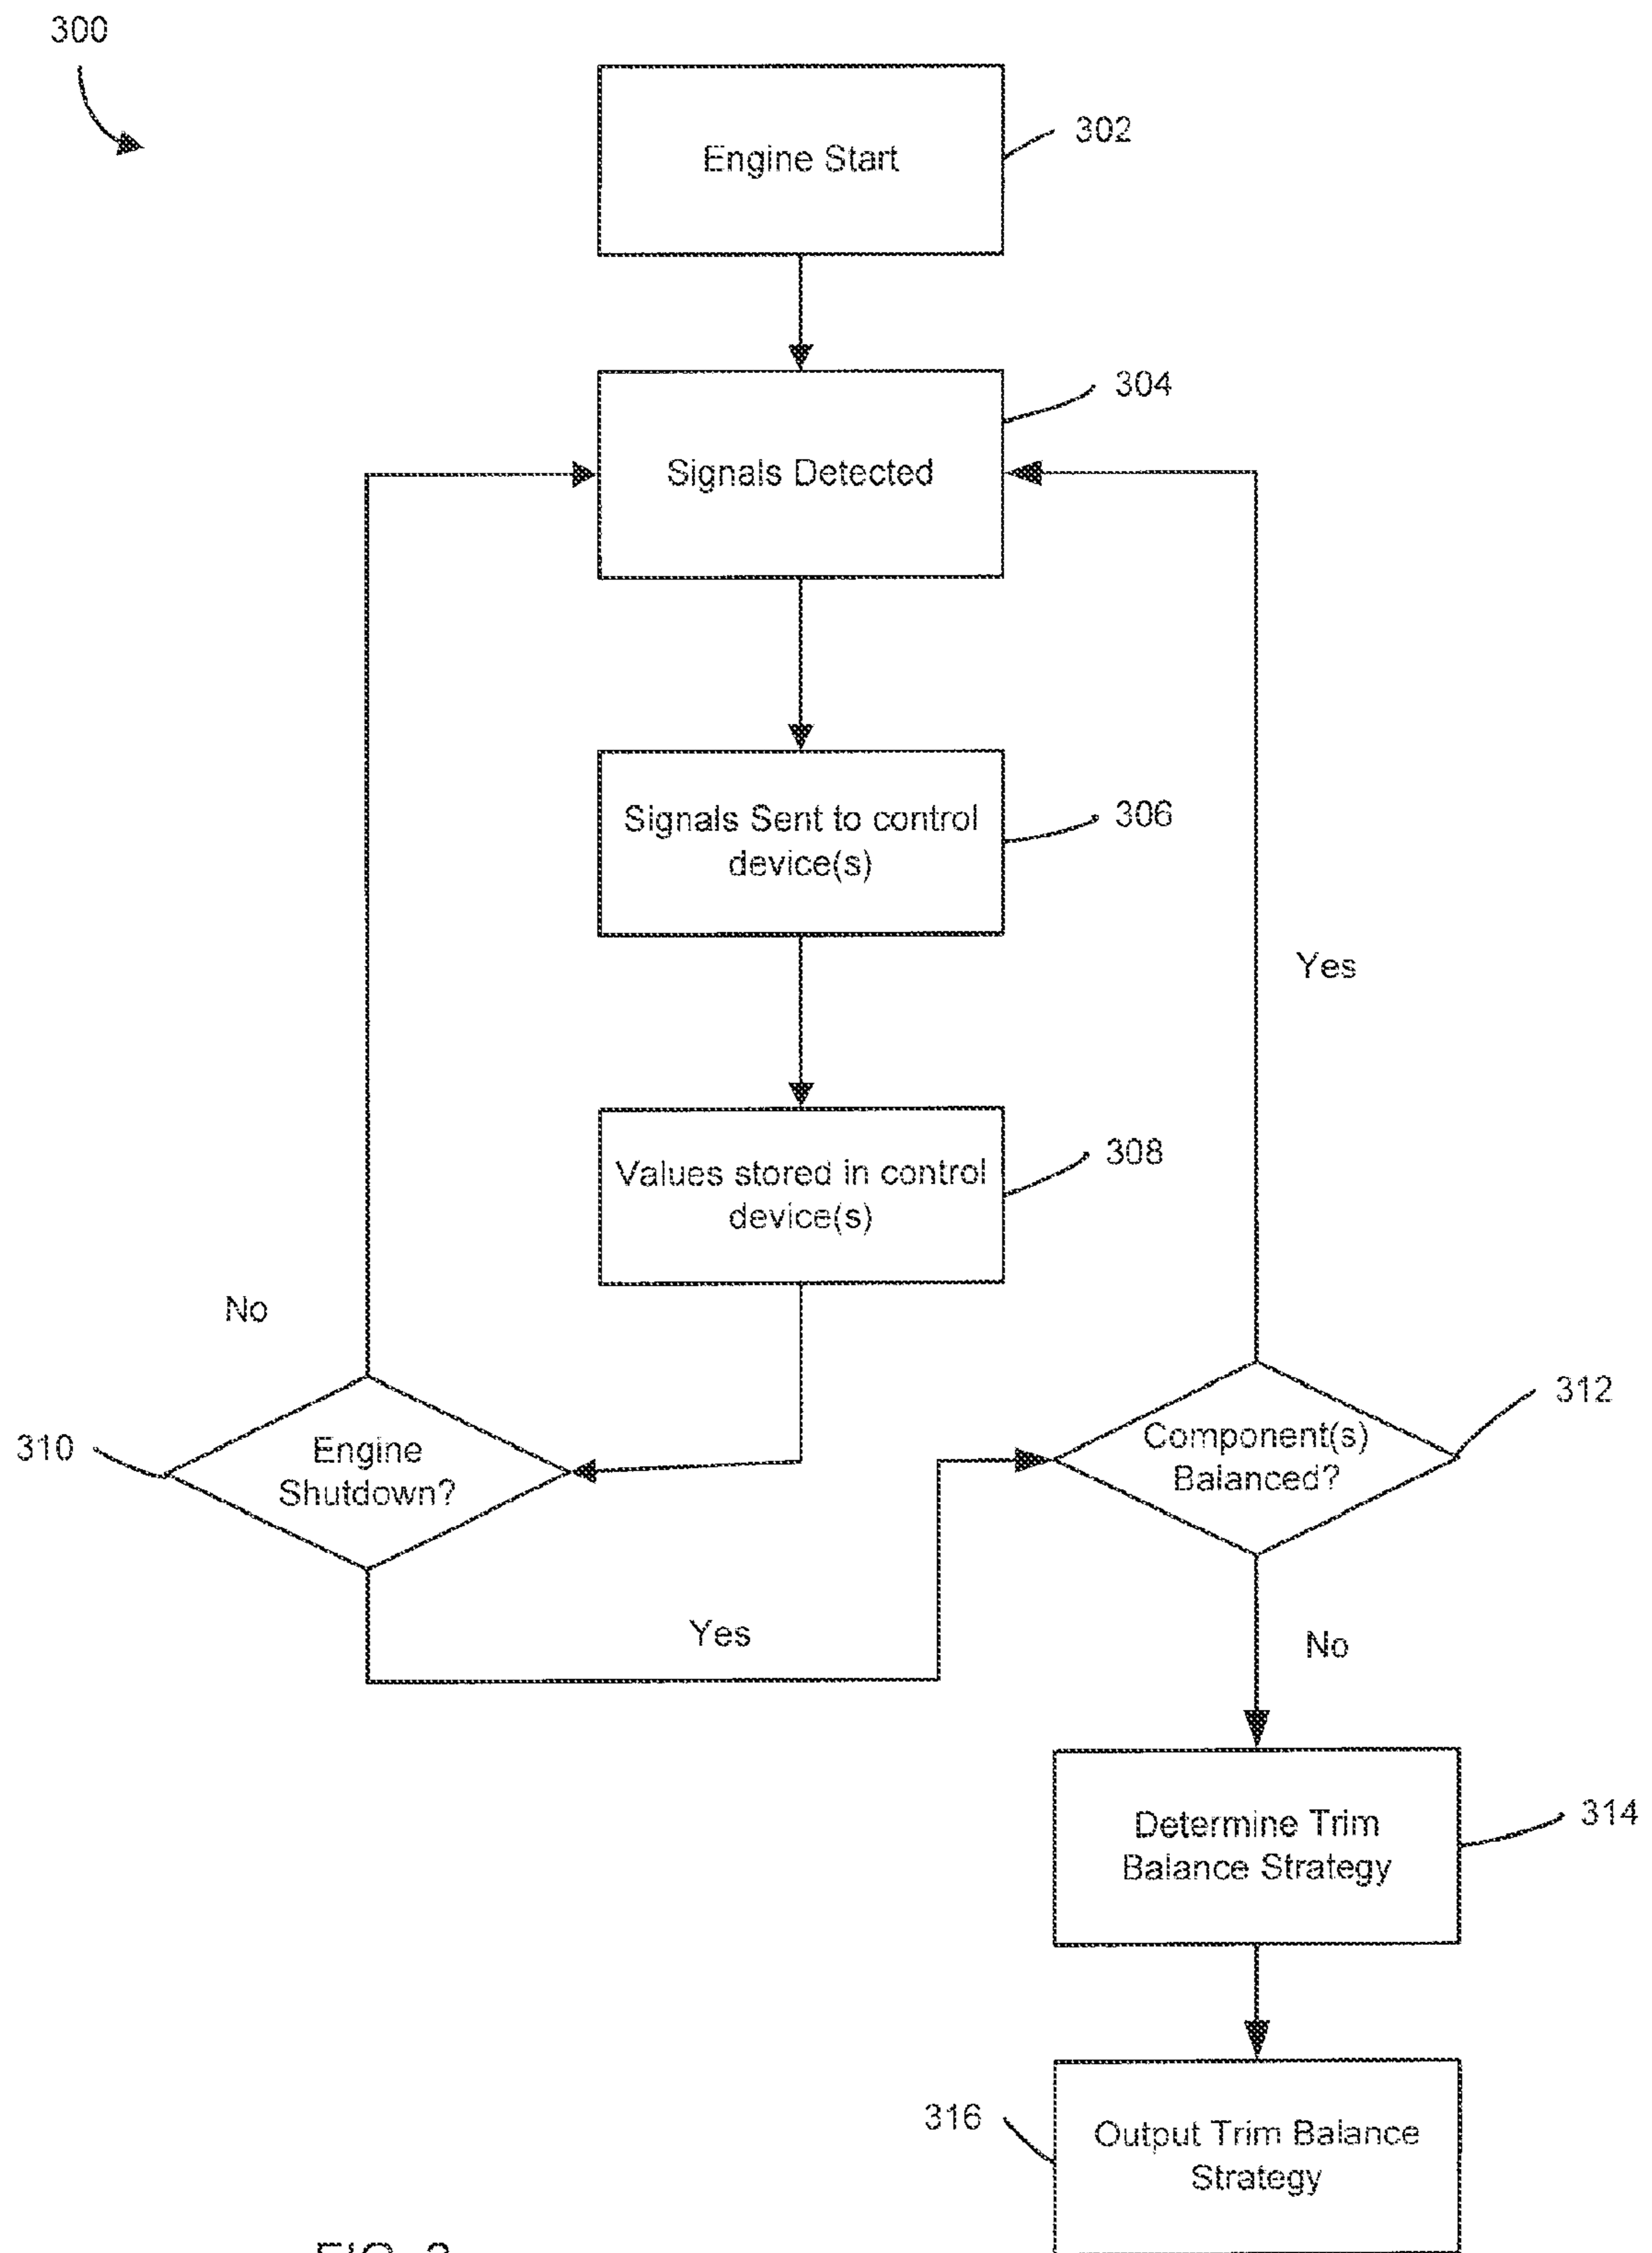 300
Engine Start
302
Signals Detected
304
Signals Sent to control
device(s)
306
Yes
Values stored in control
device(s)
308
No
310
Engine
Shutdown?
Component(s)
Balanced?
312
Yes
No
Determine Trim
Balance Strategy
314
316
Output Trim Balance
Strategy